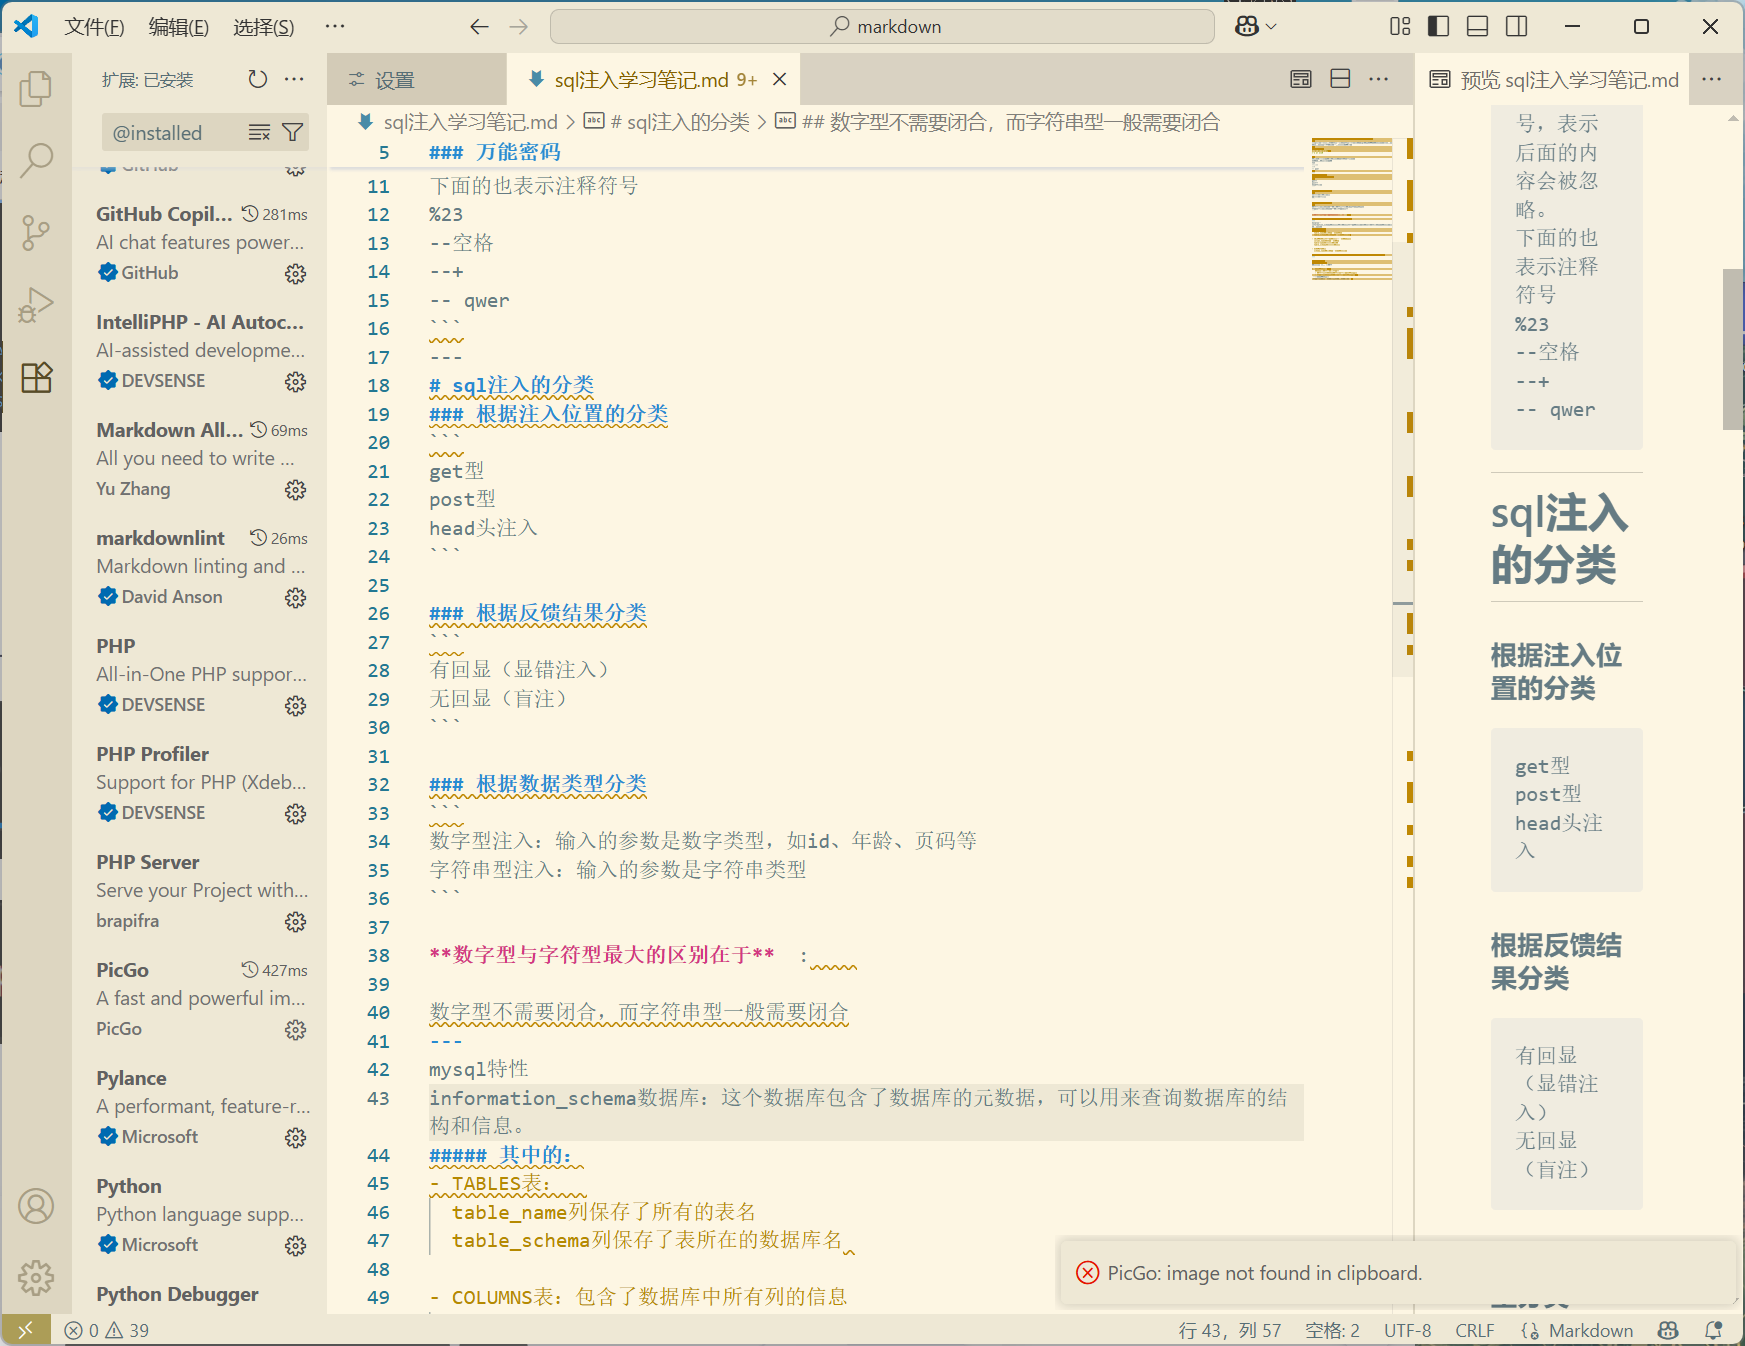 文件(F) 编辑(E) 选择(S) ···
markdown
扩展: 已安装
@installed
GitHub
GitHub Copil... 281ms
AI chat features power...
GitHub
IntelliPHP - AI Autoc...
AI-assisted developme...
DEVSENSE
Markdown All... 69ms
All you need to write ...
Yu Zhang
markdownlint 26ms
Markdown linting and ...
David Anson
PHP
All-in-One PHP suppor...
DEVSENSE
PHP Profiler
Support for PHP (Xdeb...
DEVSENSE
PHP Server
Serve your Project with...
brapifra
PicGo 427ms
A fast and powerful im...
PicGo
Pylance
A performant, feature-r...
Microsoft
Python
Python language supp...
Microsoft
Python Debugger
设置
sql注入学习笔记.md 9+
sql注入学习笔记.md > # sql注入的分类 > ## 数字型不需要闭合，而字符串型一般需要闭合
5 ### 万能密码
11 下面的也表示注释符号
12 %23
13 --空格
14 --+
15 -- qwer
16 ```
17 ---
18 # sql注入的分类
19 ### 根据注入位置的分类
20 ```
21 get型
22 post型
23 head头注入
24 ```
25
26 ### 根据反馈结果分类
27 ```
28 有回显（显错注入）
29 无回显（盲注）
30 ```
31
32 ### 根据数据类型分类
33 ```
34 数字型注入：输入的参数是数字类型，如id、年龄、页码等
35 字符串型注入：输入的参数是字符串类型
36 ```
37
38 **数字型与字符型最大的区别在于** ：
39
40 数字型不需要闭合，而字符串型一般需要闭合
41 ---
42 mysql特性
43 information_schema数据库：这个数据库包含了数据库的元数据，可以用来查询数据库的结
构和信息。
44 ##### 其中的：
45 - TABLES表：
46 table_name列保存了所有的表名
47 table_schema列保存了表所在的数据库名
48
49 - COLUMNS表：包含了数据库中所有列的信息
预览 sql注入学习笔记.md
号，表示
后面的内
容会被忽
略。
下面的也
表示注释
符号
%23
--空格
--+
-- qwer
sql注入
的分类
根据注入位
置的分类
get型
post型
head头注
入
根据反馈结
果分类
有回显
（显错注
入）
无回显
（盲注）
PicGo: image not found in clipboard.
0 39
行 43，列 57 空格: 2 UTF-8 CRLF Markdown